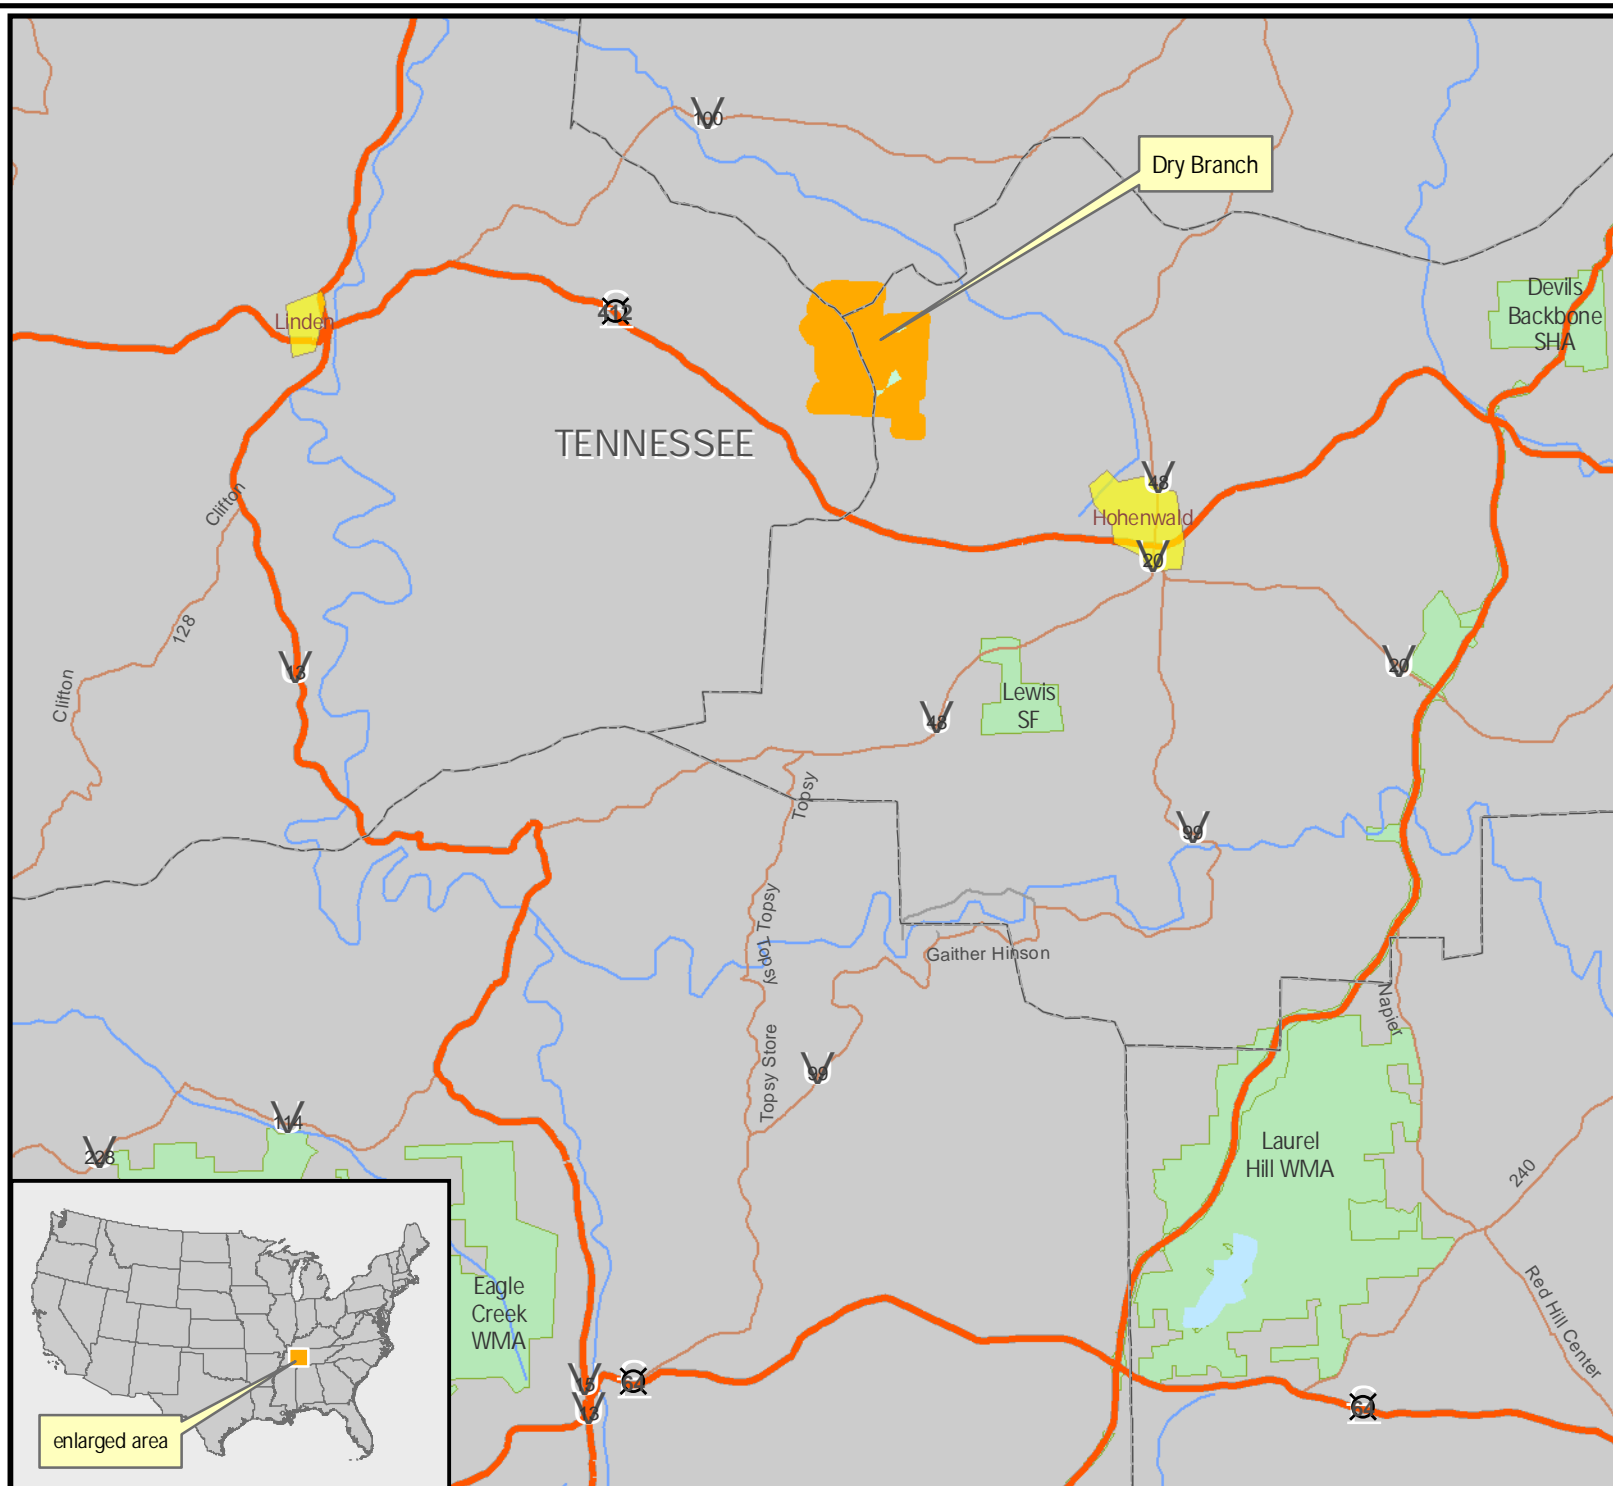 100
Dry Branch
Devils
Backbone
SHA
Linden
412
TENNESSEE
48
Clifton
Hohenwald
20
128
13
20
Clifton
Lewis
SF
48
Topsy
99
Topsy
Topsy
Gaither Hinson
Napier
Topsy Store
99
114
228
Laurel
Hill WMA
240
Eagle
Creek
WMA
Red Hill Center
15
64
13
64
enlarged area